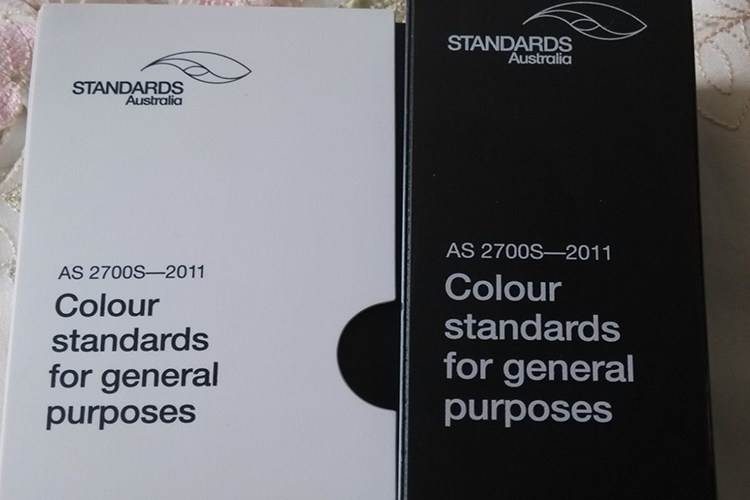 STANDARDS
Australia
AS 2700S—2011
Colour
standards
for general
purposes
STANDARDS
Australia
AS 2700S—2011
Colour
standards
for general
purposes